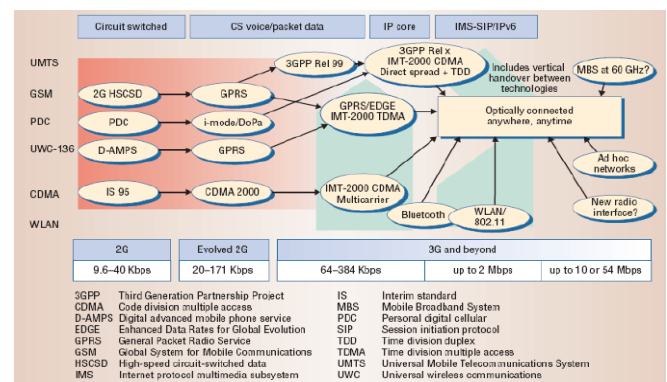 Circuit switched
CS voice/packet data
IP core
IMS-SIP/IPv6
UMTS
3GPP Rel 99
3GPP Rel x
IMT-2000 CDMA
Direct spread + TDD
Includes vertical
handover between
technologies
MBS at 60 GHz?
GSM
2G HSCSD
GPRS
GPRS/EDGE
IMT-2000 TDMA
Optically connected
anywhere, anytime
PDC
PDC
i-mode/DoPa
UWC-136
D-AMPS
GPRS
Ad hoc
networks
CDMA
IS 95
CDMA 2000
IMT-2000 CDMA
Multicarrier
Bluetooth
WLAN/
802.11
New radio
interface?
WLAN
2G
Evolved 2G
3G and beyond
9.6–40 Kbps
20–171 Kbps
64–384 Kbps
up to 2 Mbps
up to 10 or 54 Mbps
3GPP Third Generation Partnership Project
CDMA Code division multiple access
D-AMPS Digital advanced mobile phone service
EDGE Enhanced Data Rates for Global Evolution
GPRS General Packet Radio Service
GSM Global System for Mobile Communications
HSCSD High-speed circuit-switched data
IMS Internet protocol multimedia subsystem
IS Interim standard
MBS Mobile Broadband System
PDC Personal digital cellular
SIP Session initiation protocol
TDD Time division duplex
TDMA Time division multiple access
UMTS Universal Mobile Telecommunications System
UWC Universal wireless communications